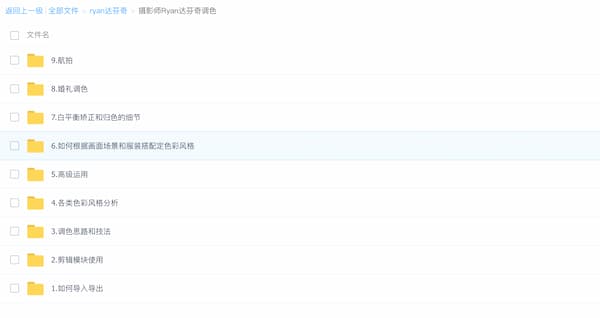 返回上一级 | 全部文件 > ryan达芬奇 > 摄影师Ryan达芬奇调色
文件名
9.航拍
8.婚礼调色
7.白平衡矫正和归色的细节
6.如何根据画面场景和服装搭配定色彩风格
5.高级运用
4.各类色彩风格分析
3.调色思路和技法
2.剪辑模块使用
1.如何导入导出